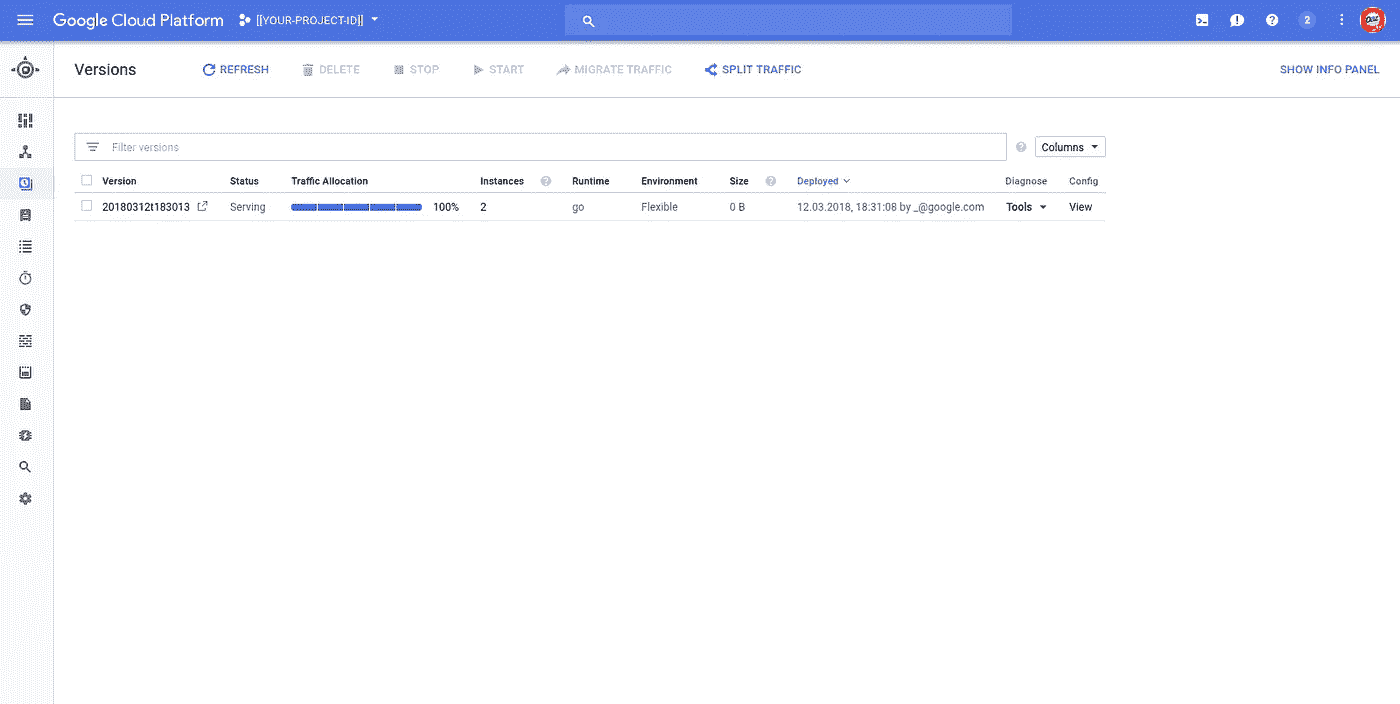 Google Cloud Platform [[YOUR-PROJECT-ID]] 2
Versions REFRESH DELETE STOP START MIGRATE TRAFFIC SPLIT TRAFFIC SHOW INFO PANEL
Filter versions Columns
Version Status Traffic Allocation Instances Runtime Environment Size Deployed Diagnose Config
20180312t183013 Serving 100% 2 go Flexible 0 B 12.03.2018, 18:31:08 by _@google.com Tools View